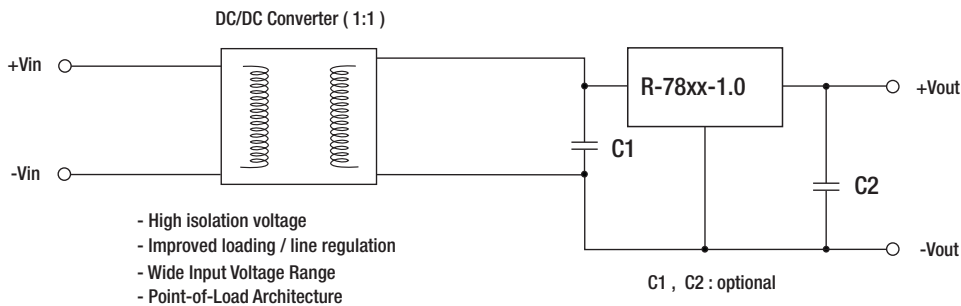 DC/DC Converter ( 1:1 )
+Vin
R-78xx-1.0
+Vout
C1
-Vin
C2
- High isolation voltage
- Improved loading / line regulation
- Wide Input Voltage Range
- Point-of-Load Architecture
-Vout
C1 , C2 : optional